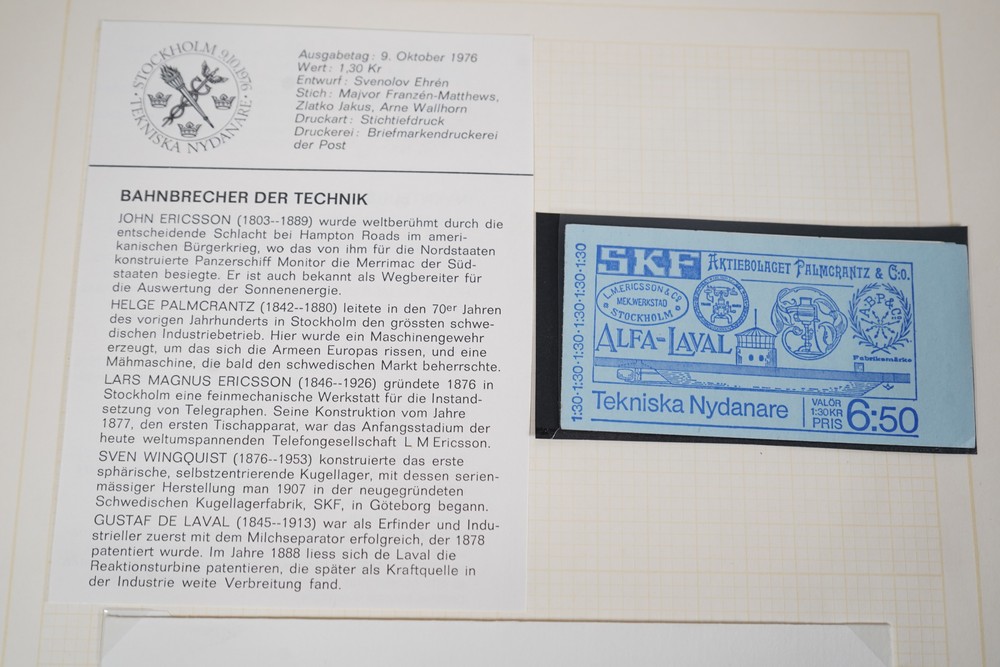 STOCKHOLM 9.10.1976
· TEKNISKA NYDANARE ·
Ausgabetag: 9. Oktober 1976
Wert: 1,30 Kr
Entwurf: Svenolov Ehrén
Stich: Majvor Franzén-Matthews,
Zlatko Jakus, Arne Wallhorn
Druckart: Stichtiefdruck
Druckerei: Briefmarkendruckerei
der Post
BAHNBRECHER DER TECHNIK
JOHN ERICSSON (1803--1889) wurde weltberühmt durch die
entscheidende Schlacht bei Hampton Roads im ameri-
kanischen Bürgerkrieg, wo das von ihm für die Nordstaaten
konstruierte Panzerschiff Monitor die Merrimac der Süd-
staaten besiegte. Er ist auch bekannt als Wegbereiter für
die Auswertung der Sonnenenergie.
HELGE PALMCRANTZ (1842--1880) leitete in den 70er Jahren
des vorigen Jahrhunderts in Stockholm den grössten schwe-
dischen Industriebetrieb. Hier wurde ein Maschinengewehr
erzeugt, um das sich die Armeen Europas rissen, und eine
Mähmaschine, die bald den schwedischen Markt beherrschte.
LARS MAGNUS ERICSSON (1846--1926) gründete 1876 in
Stockholm eine feinmechanische Werkstatt für die Instand-
setzung von Telegraphen. Seine Konstruktion vom Jahre
1877, den ersten Tischapparat, war das Anfangsstadium der
heute weltumspannenden Telefongesellschaft L M Ericsson.
SVEN WINGQUIST (1876--1953) konstruierte das erste
sphärische, selbstzentrierende Kugellager, mit dessen serien-
mässiger Herstellung man 1907 in der neugegründeten
Schwedischen Kugellagerfabrik, SKF, in Göteborg begann.
GUSTAF DE LAVAL (1845--1913) war als Erfinder und Indu-
strieller zuerst mit dem Milchseparator erfolgreich, der 1878
patentiert wurde. Im Jahre 1888 liess sich de Laval die
Reaktionsturbine patentieren, die später als Kraftquelle in
der Industrie weite Verbreitung fand.
1:30·1:30·1:30·1:30·1:30
SKF AKTIEBOLAGET PALMCRANTZ & C:o.
L.M.ERICSSON & Co
MEK.WERKSTAD
STOCKHOLM
A.B.P.&C:o.
ALFA-LAVAL
Fabriksmärke
Tekniska Nydanare
VALÖR
1:30KR
PRIS 6:50